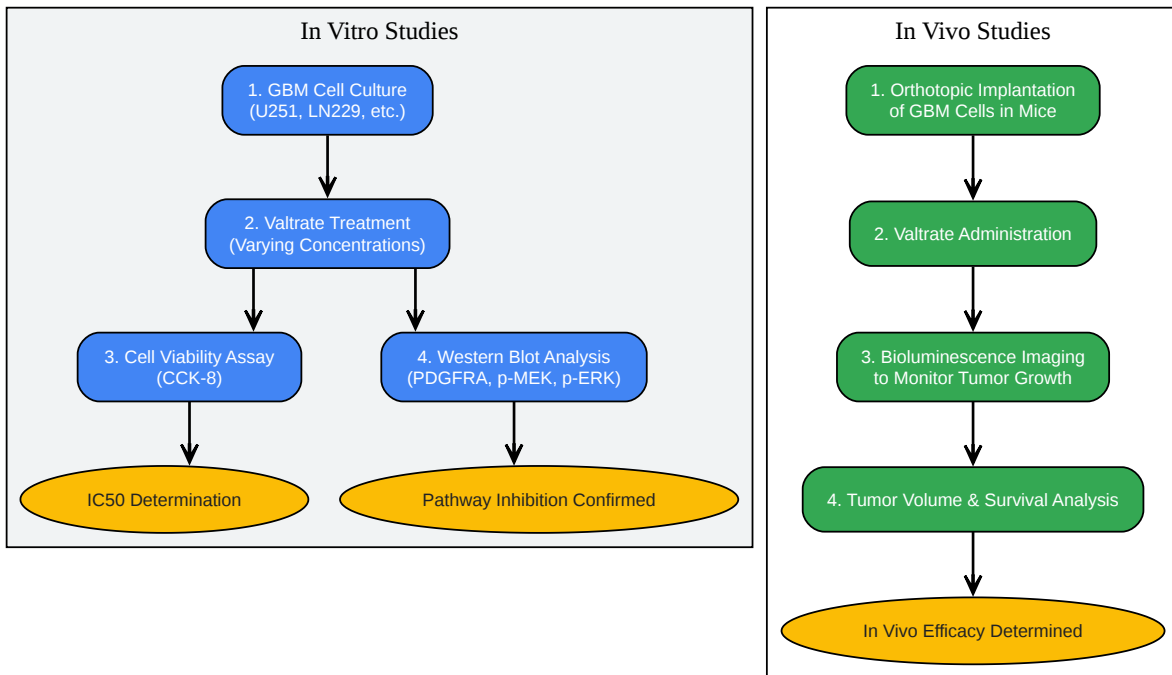 In Vitro Studies
1. GBM Cell Culture
(U251, LN229, etc.)
2. Valtrate Treatment
(Varying Concentrations)
3. Cell Viability Assay
(CCK-8)
4. Western Blot Analysis
(PDGFRA, p-MEK, p-ERK)
IC50 Determination
Pathway Inhibition Confirmed
In Vivo Studies
1. Orthotopic Implantation
of GBM Cells in Mice
2. Valtrate Administration
3. Bioluminescence Imaging
to Monitor Tumor Growth
4. Tumor Volume & Survival Analysis
In Vivo Efficacy Determined